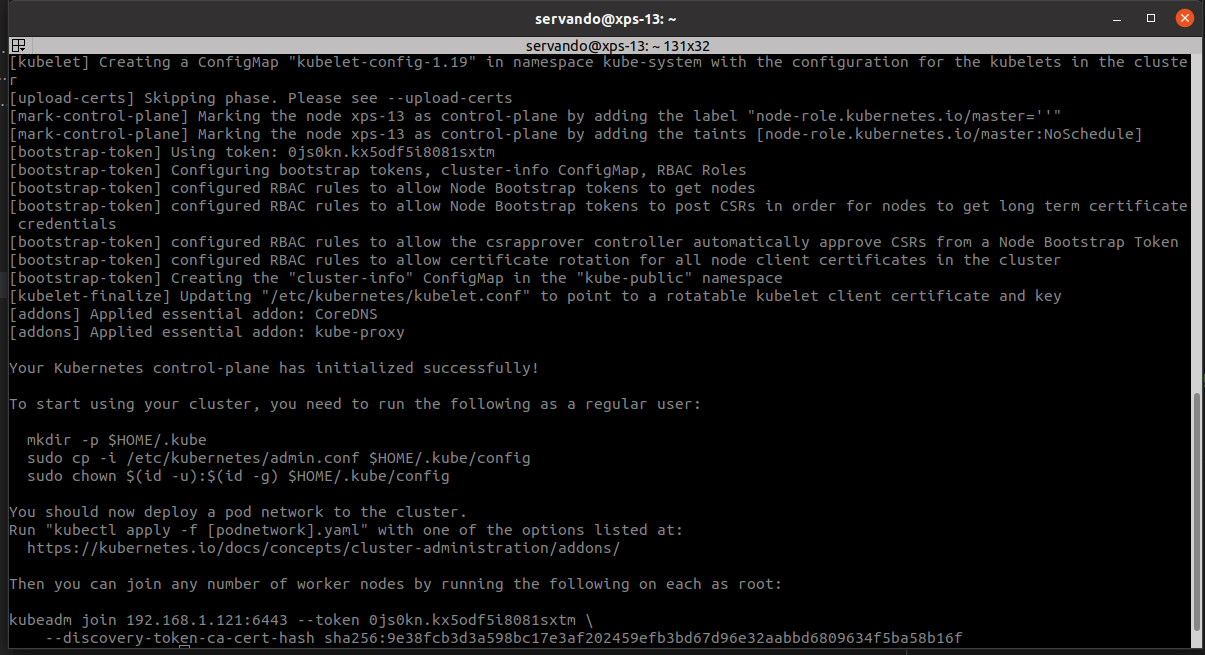 servando@xps-13: ~
servando@xps-13: ~ 131x32
[kubelet] Creating a ConfigMap "kubelet-config-1.19" in namespace kube-system with the configuration for the kubelets in the cluste
r
[upload-certs] Skipping phase. Please see --upload-certs
[mark-control-plane] Marking the node xps-13 as control-plane by adding the label "node-role.kubernetes.io/master=''"
[mark-control-plane] Marking the node xps-13 as control-plane by adding the taints [node-role.kubernetes.io/master:NoSchedule]
[bootstrap-token] Using token: 0js0kn.kx5odf5i8081sxtm
[bootstrap-token] Configuring bootstrap tokens, cluster-info ConfigMap, RBAC Roles
[bootstrap-token] configured RBAC rules to allow Node Bootstrap tokens to get nodes
[bootstrap-token] configured RBAC rules to allow Node Bootstrap tokens to post CSRs in order for nodes to get long term certificate
 credentials
[bootstrap-token] configured RBAC rules to allow the csrapprover controller automatically approve CSRs from a Node Bootstrap Token
[bootstrap-token] configured RBAC rules to allow certificate rotation for all node client certificates in the cluster
[bootstrap-token] Creating the "cluster-info" ConfigMap in the "kube-public" namespace
[kubelet-finalize] Updating "/etc/kubernetes/kubelet.conf" to point to a rotatable kubelet client certificate and key
[addons] Applied essential addon: CoreDNS
[addons] Applied essential addon: kube-proxy
Your Kubernetes control-plane has initialized successfully!
To start using your cluster, you need to run the following as a regular user:
  mkdir -p $HOME/.kube
  sudo cp -i /etc/kubernetes/admin.conf $HOME/.kube/config
  sudo chown $(id -u):$(id -g) $HOME/.kube/config
You should now deploy a pod network to the cluster.
Run "kubectl apply -f [podnetwork].yaml" with one of the options listed at:
  https://kubernetes.io/docs/concepts/cluster-administration/addons/
Then you can join any number of worker nodes by running the following on each as root:
kubeadm join 192.168.1.121:6443 --token 0js0kn.kx5odf5i8081sxtm \
    --discovery-token-ca-cert-hash sha256:9e38fcb3d3a598bc17e3af202459efb3bd67d96e32aabbd6809634f5ba58b16f